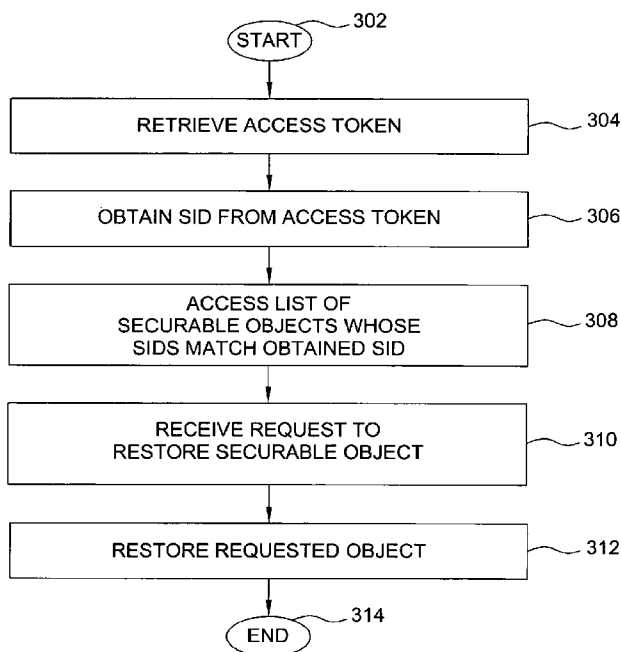 302
START
RETRIEVE ACCESS TOKEN
304
OBTAIN SID FROM ACCESS TOKEN
306
ACCESS LIST OF
SECURABLE OBJECTS WHOSE
SIDS MATCH OBTAINED SID
308
RECEIVE REQUEST TO
RESTORE SECURABLE OBJECT
310
RESTORE REQUESTED OBJECT
312
314
END